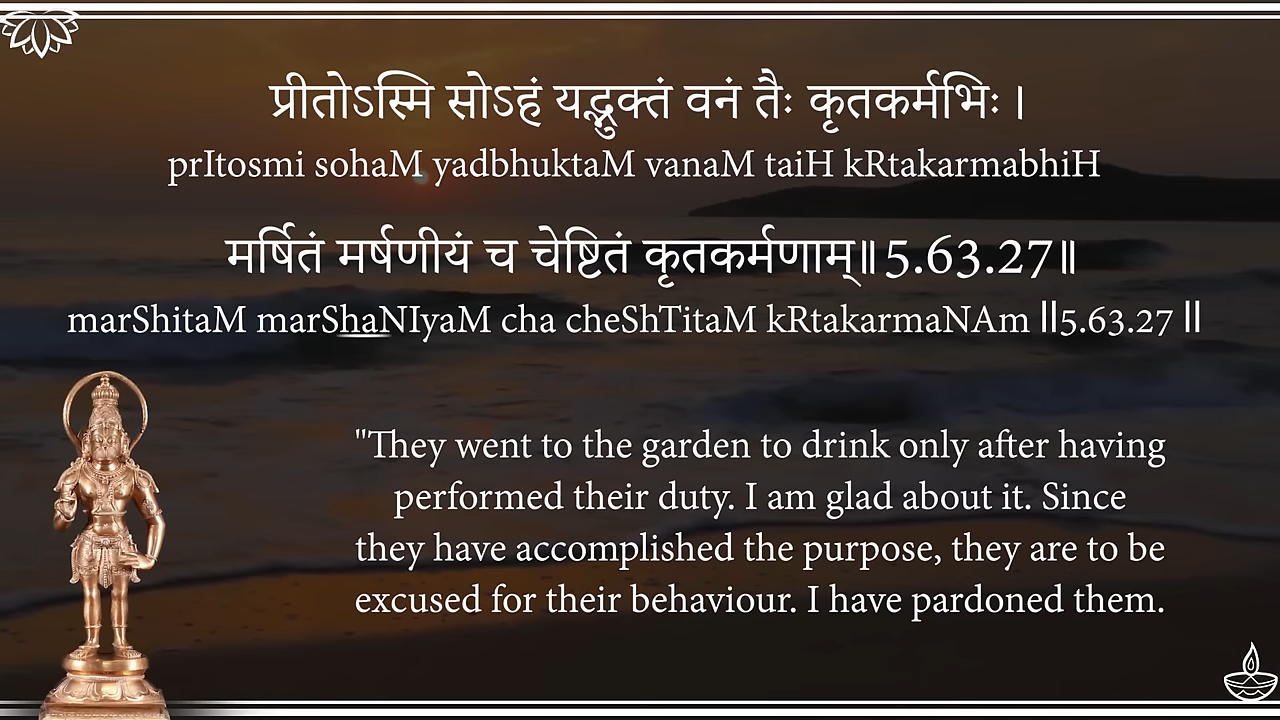 प्रीतोऽस्मि सोऽहं यद्भुक्तं वनं तैः कृतकर्मभिः ।
prItosmi sohaM yadbhuktaM vanaM taiH kRtakarmabhiH
मर्षितं मर्षणीयं च चेष्टितं कृतकर्मणाम्॥5.63.27॥
marShitaM marShaNIyaM cha cheShTitaM kRtakarmaNAm ||5.63.27 ||
"They went to the garden to drink only after having
performed their duty. I am glad about it. Since
they have accomplished the purpose, they are to be
excused for their behaviour. I have pardoned them.